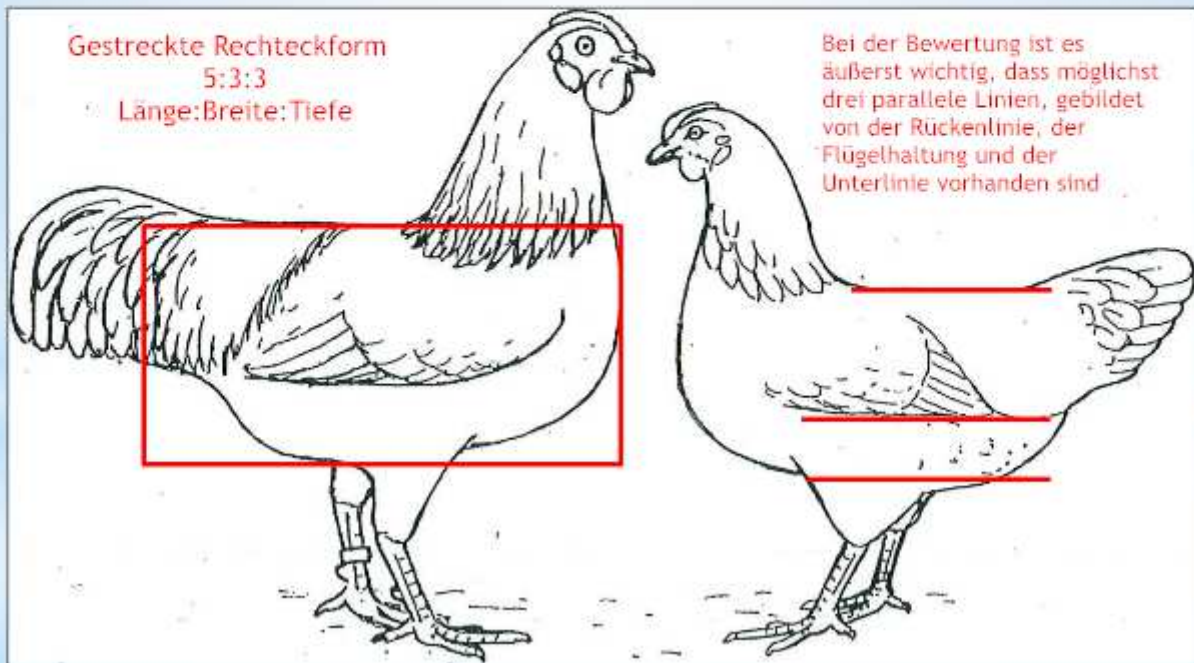 Gestreckte Rechteckform
5:3:3
Länge:Breite:Tiefe
Bei der Bewertung ist es
äußerst wichtig, dass möglichst
drei parallele Linien, gebildet
von der Rückenlinie, der
Flügelhaltung und der
Unterlinie vorhanden sind